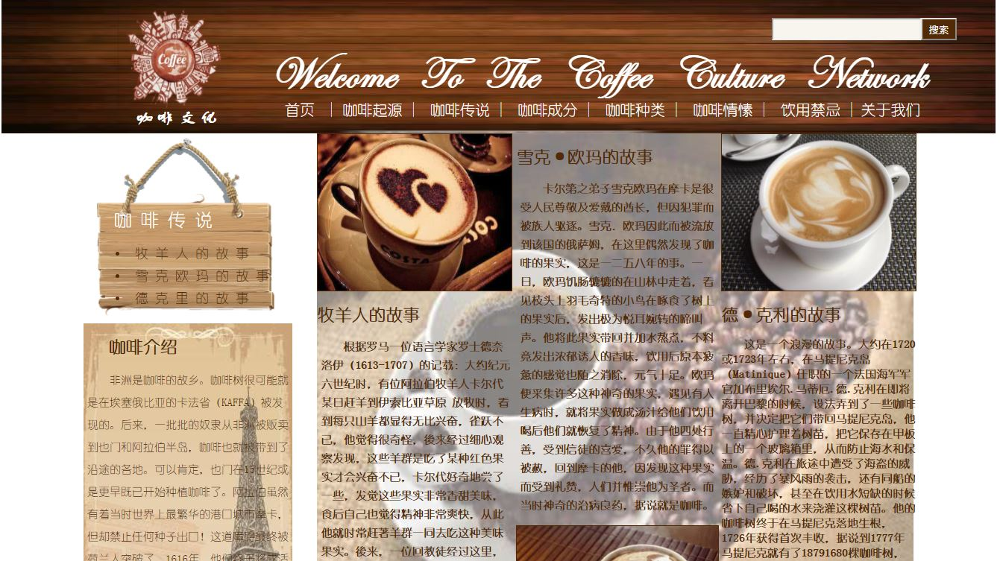 搜索
Coffee
咖啡文化
Welcome To The Coffee Culture Network
首页 | 咖啡起源 | 咖啡传说 | 咖啡成分 | 咖啡种类 | 咖啡情愫 | 饮用禁忌 | 关于我们
咖啡传说
• 牧羊人的故事
• 雪克欧玛的故事
• 德克里的故事
咖啡介绍
非洲是咖啡的故乡。咖啡树很可能就
是在埃塞俄比亚的卡法省（KAFFA）被发
现的。后来，一批批的奴隶从非洲被贩卖
到也门和阿拉伯半岛，咖啡也就被带到了
沿途的各地。可以肯定，也门在15世纪或
是更早既已开始种植咖啡了。阿拉伯虽然
有着当时世界上最繁华的港口城市摩卡，
但却禁止任何种子出口！这道障碍最终被
荷兰人突破了，1616年，他们终于将成活
COSTA
COS
牧羊人的故事
根据罗马一位语言学家罗士德奈
洛伊（1613-1707）的记载：大约纪元
六世纪时，有位阿拉伯牧羊人卡尔代
某日赶羊到伊索比亚草原 放牧时，看
到每只山羊都显得无比兴奋，雀跃不
已，他觉得很奇怪，後来经过细心观
察发现，这些羊群是吃了某种红色果
实才会兴奋不已，卡尔代好奇地尝了
一些，发觉这些果实非常香甜美味，
食后自己也觉得精神非常爽快，从此
他就时常赶著羊群一同去吃这种美味
果实。後来，一位回教徒经过这里，
雪克•欧玛的故事
卡尔第之弟子雪克欧玛在摩卡是很
受人民尊敬及爱戴的酋长，但因犯罪而
被族人驱逐。雪克．欧玛因此而被流放
到该国的俄萨姆，在这里偶然发现了咖
啡的果实，这是一二五八年的事。一
日，欧玛饥肠辘辘的在山林中走着，看
见枝头上羽毛奇特的小鸟在啄食了树上
的果实后，发出极为悦耳婉转的啼叫
声。他将此果实带回并加水熬煮，不料
竟发出浓郁诱人的香味，饮用后原本疲
惫的感觉也随之消除，元气十足。欧玛
便采集许多这种神奇的果实，遇见有人
生病时，就将果实做成汤汁给他们饮用
喝后他们就恢复了精神。由于他四处行
善，受到信徒的喜爱，不久他的罪得以
被赦，回到摩卡的他，因发现这种果实
而受到礼赞，人们并惟崇他为圣者。而
当时神奇的治病良药，据说就是咖啡。
德•克利的故事
这是一个浪漫的故事。大约在1720
或1723年左右，在马提尼克岛
（Matinique）任职的一个法国海军军
官加布里埃尔.马蒂厄.德.克利在即将
离开巴黎的时候，设法弄到了一些咖啡
树，并决定把它们带回马提尼克岛，他
一直精心护理着树苗，把它保存在甲板
上的一个玻璃箱里，从而防止海水和保
温。德.克利在旅途中遭受了海盗的威
胁，经历了暴风雨的袭击，还有同船的
嫉妒和破坏，甚至在饮用水短缺的时候
省下自己喝的水来浇灌这棵树苗。他的
咖啡树终于在马提尼克落地生根，
1726年获得首次丰收，据说到1777年
马提尼克就有了18791680棵咖啡树，